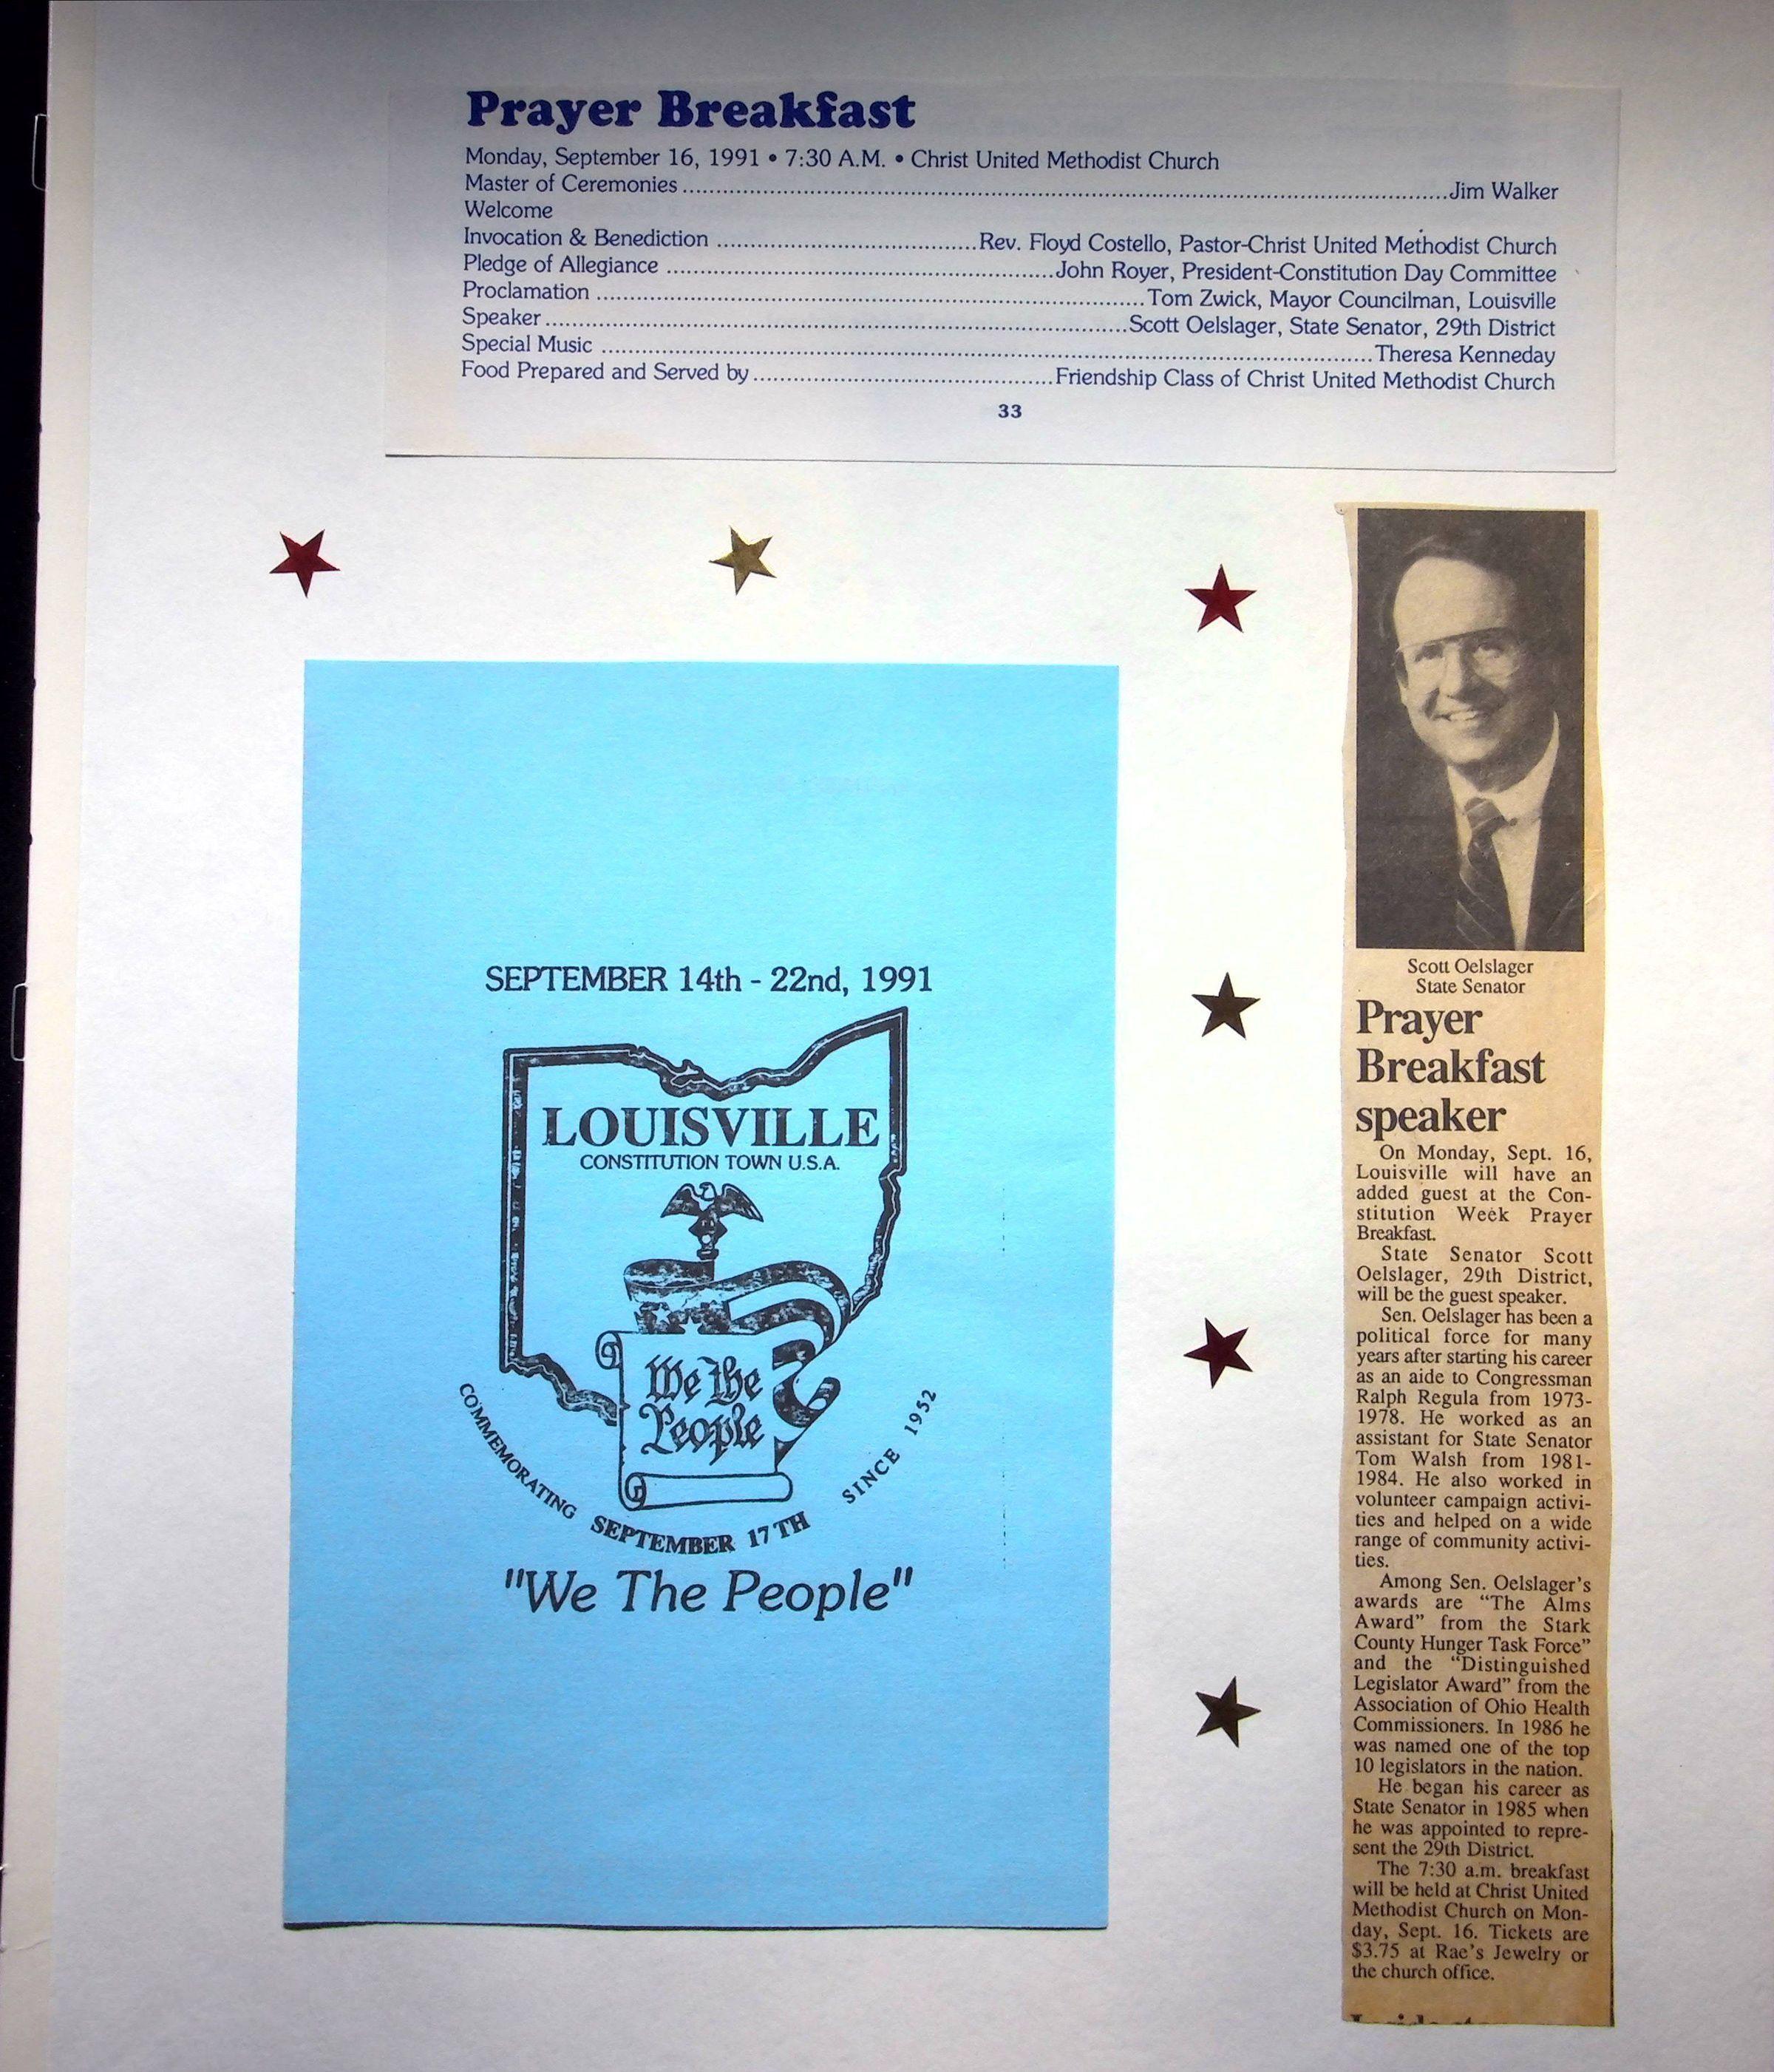 Prayer Breakfast
Monday, September 16, 1991 • 7:30 A.M. • Christ United Methodist Church
Master of Ceremonies ........ Jim Walker
Welcome
Invocation & Benediction ........ Rev. Floyd Costello, Pastor-Christ United Methodist Church
Pledge of Allegiance ........ John Royer, President-Constitution Day Committee
Proclamation ........ Tom Zwick, Mayor Councilman, Louisville
Speaker ........ Scott Oelslager, State Senator, 29th District
Special Music ........ Theresa Kenneday
Food Prepared and Served by ........ Friendship Class of Christ United Methodist Church
33
SEPTEMBER 14th - 22nd, 1991
LOUISVILLE
CONSTITUTION TOWN U.S.A.
We the
People
COMMEMORATING SEPTEMBER 17TH SINCE 1952
"We The People"
Scott Oelslager
State Senator
Prayer
Breakfast
speaker
On Monday, Sept. 16,
Louisville will have an
added guest at the Con-
stitution Week Prayer
Breakfast.
State Senator Scott
Oelslager, 29th District,
will be the guest speaker.
Sen. Oelslager has been a
political force for many
years after starting his career
as an aide to Congressman
Ralph Regula from 1973-
1978. He worked as an
assistant for State Senator
Tom Walsh from 1981-
1984. He also worked in
volunteer campaign activi-
ties and helped on a wide
range of community activi-
ties.
Among Sen. Oelslager's
awards are "The Alms
Award" from the Stark
County Hunger Task Force"
and the "Distinguished
Legislator Award" from the
Association of Ohio Health
Commissioners. In 1986 he
was named one of the top
10 legislators in the nation.
He began his career as
State Senator in 1985 when
he was appointed to repre-
sent the 29th District.
The 7:30 a.m. breakfast
will be held at Christ United
Methodist Church on Mon-
day, Sept. 16. Tickets are
$3.75 at Rae's Jewelry or
the church office.